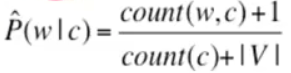 P̂(w|c) = count(w,c)+1 / count(c)+|V|